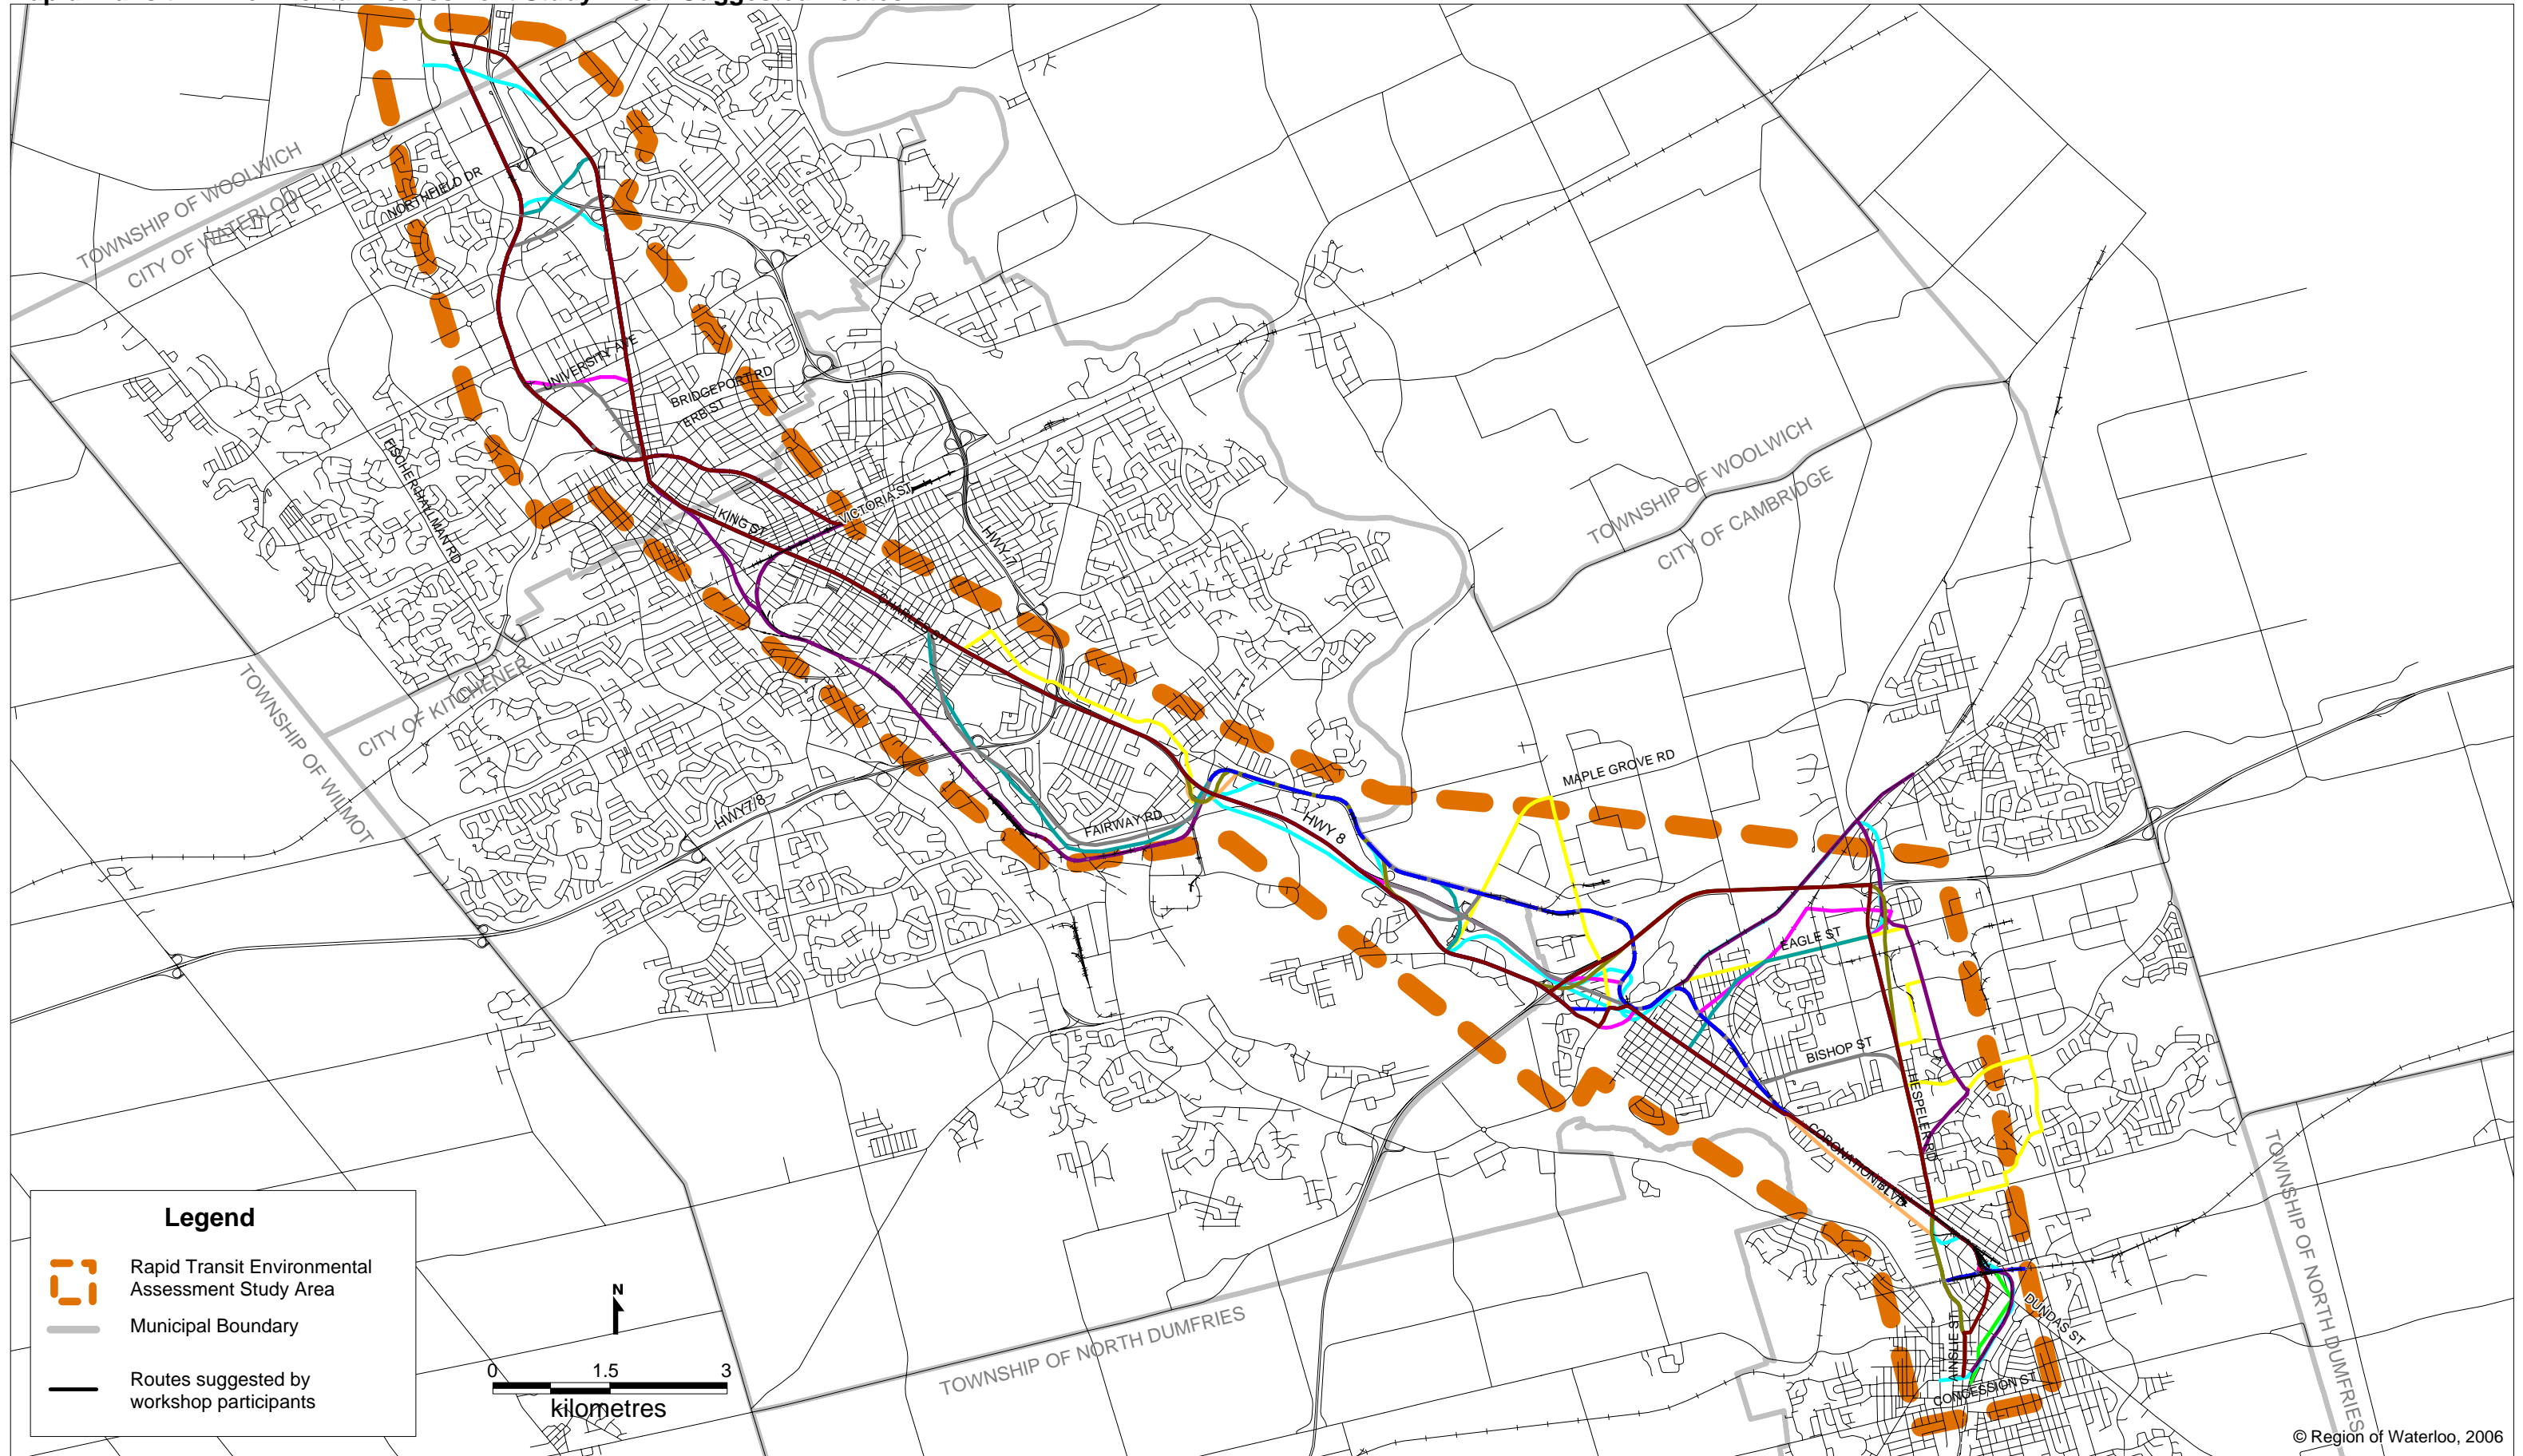 TOWNSHIP OF WOOLWICH
CITY OF WATERLOO
NORTHFIELD DR
UNIVERSITY AVE
BRIDGEPORT RD
ERB ST
FISCHER HALLMAN RD
VICTORIA ST
KING ST
HWY 7
CHARLES ST
TOWNSHIP OF WOOLWICH
CITY OF CAMBRIDGE
TOWNSHIP OF WILMOT
CITY OF KITCHENER
HWY7/8
FAIRWAY RD
HWY 8
MAPLE GROVE RD
EAGLE ST
BISHOP ST
HESPELER RD
CORONATION BLVD
TOWNSHIP OF NORTH DUMFRIES
DUNDAS ST
AINSLIE ST
CONCESSION ST
TOWNSHIP OF NORTH DUMFRIES
Legend
Rapid Transit Environmental
Assessment Study Area
Municipal Boundary
Routes suggested by
workshop participants
N
0 1.5 3
kilometres
© Region of Waterloo, 2006